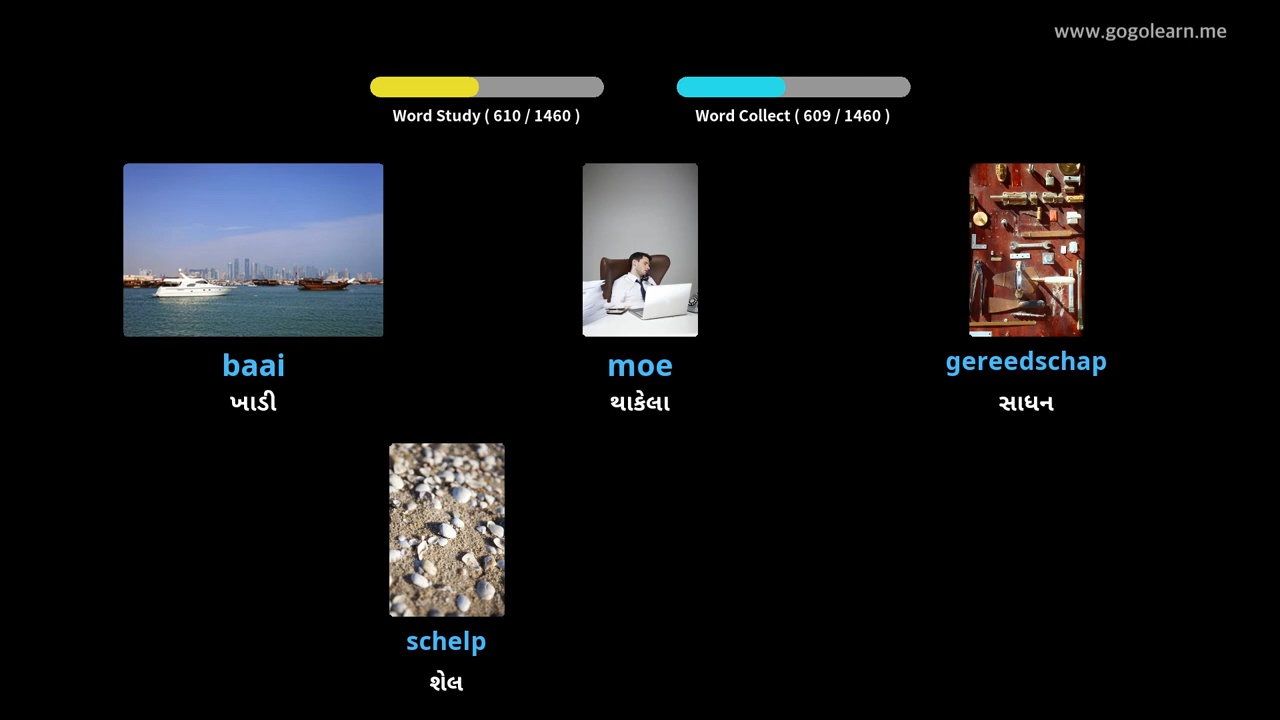 www.gogolearn.me
Word Study ( 610 / 1460 )
Word Collect ( 609 / 1460 )
baai
ખાડી
moe
થાકેલા
gereedschap
સાધન
schelp
શેલ